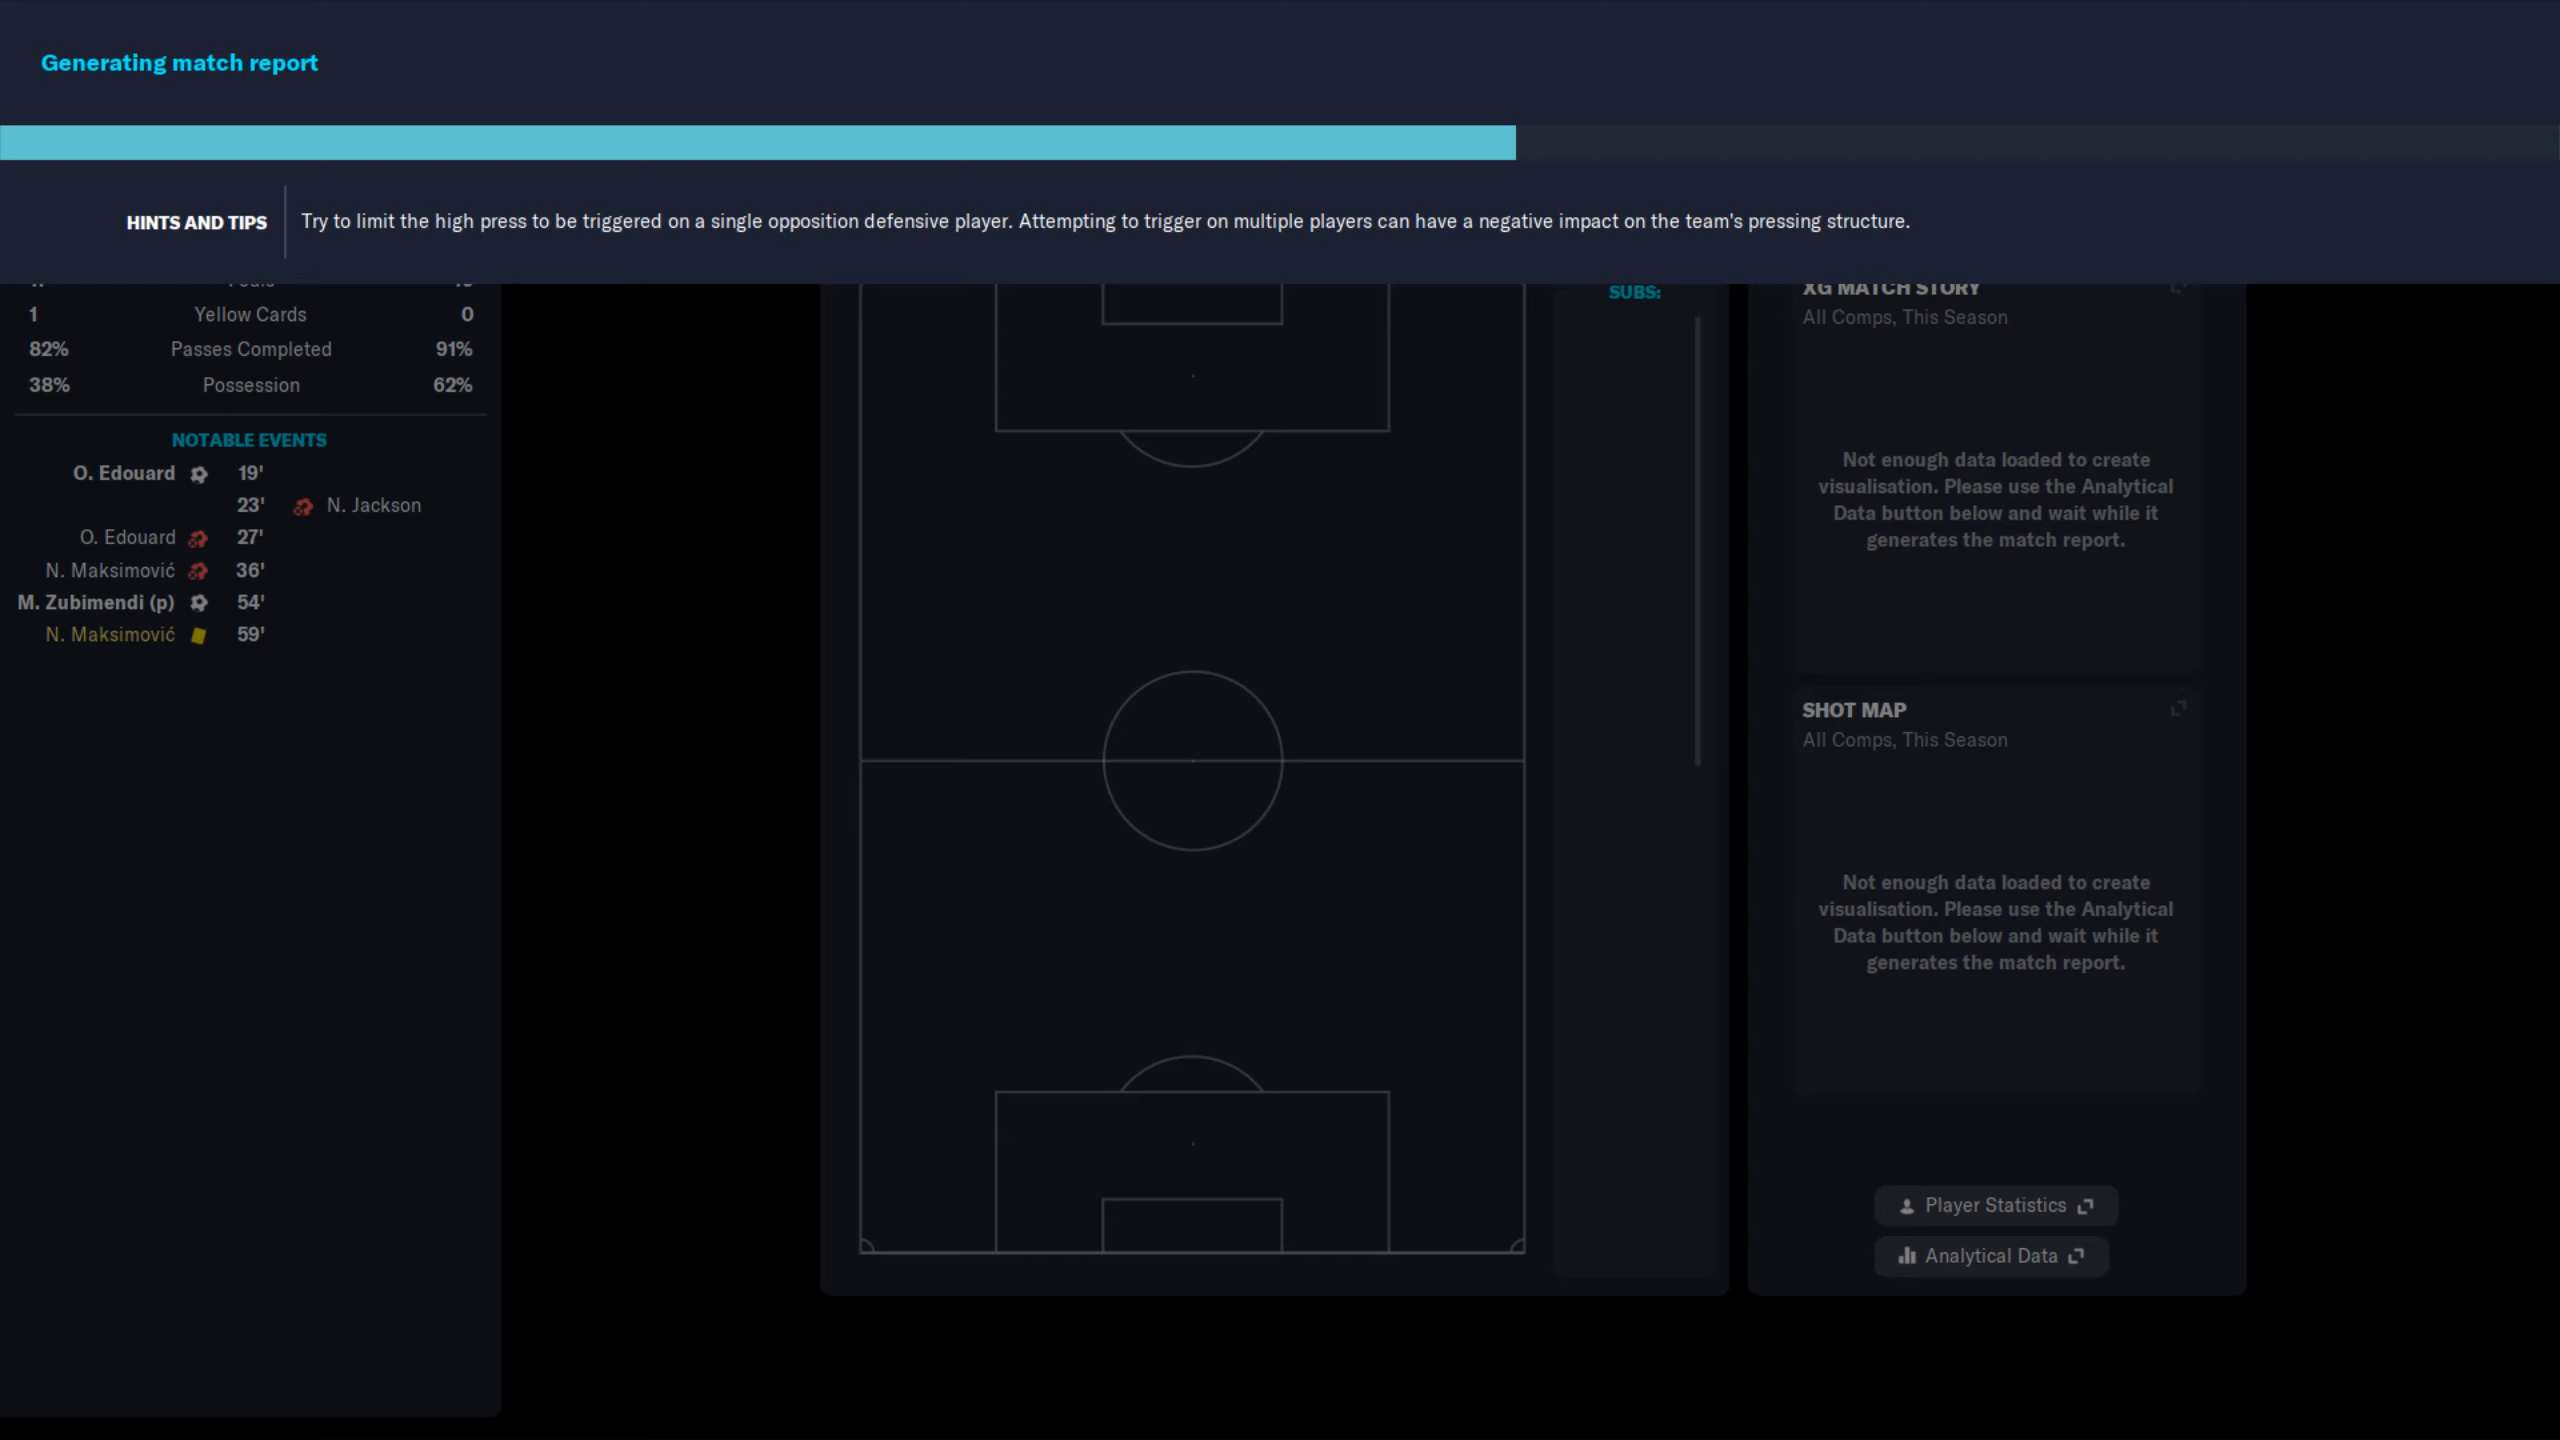 Generating match report
HINTS AND TIPS
Try to limit the high press to be triggered on a single opposition defensive player. Attempting to trigger on multiple players can have a negative impact on the team's pressing structure.
1 Yellow Cards 0
82% Passes Completed 91%
38% Possession 62%
NOTABLE EVENTS
O. Edouard 19'
23' N. Jackson
O. Edouard 27'
N. Maksimović 36'
M. Zubimendi (p) 54'
N. Maksimović 59'
SUBS:
XG MATCH STORY
All Comps, This Season
Not enough data loaded to create
visualisation. Please use the Analytical
Data button below and wait while it
generates the match report.
SHOT MAP
All Comps, This Season
Not enough data loaded to create
visualisation. Please use the Analytical
Data button below and wait while it
generates the match report.
Player Statistics
Analytical Data